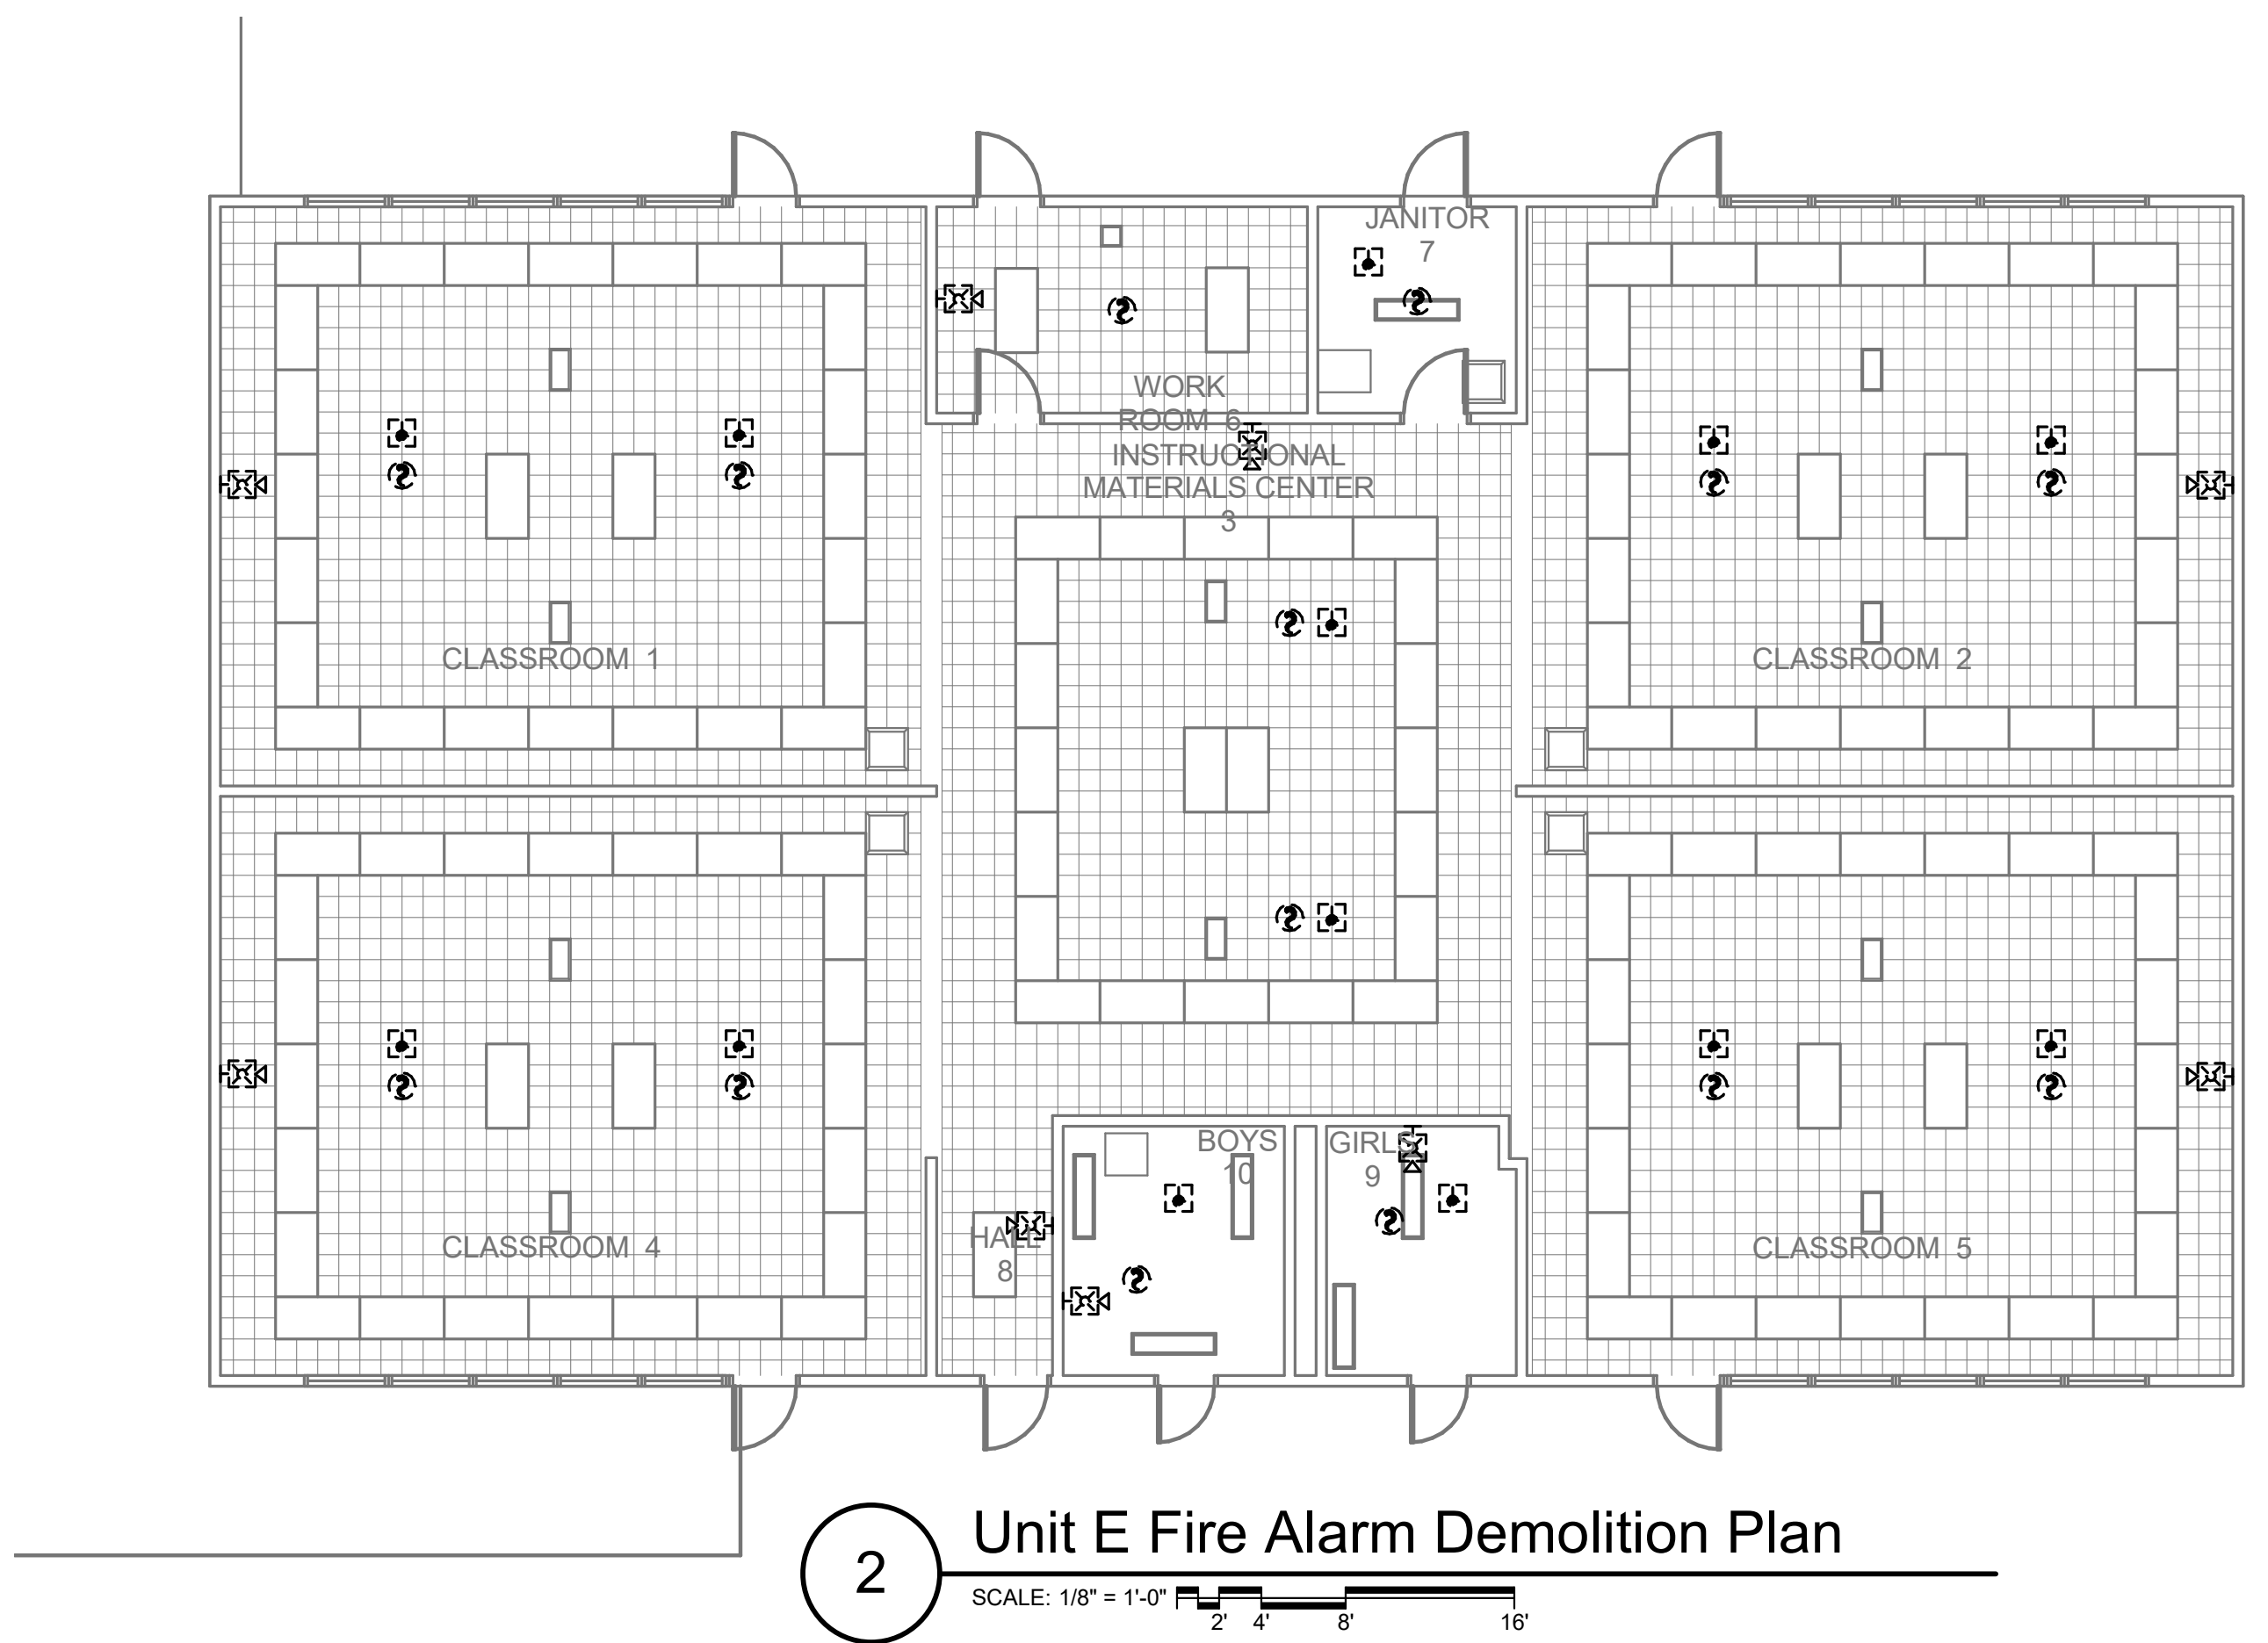 JANITOR
7
WORK
ROOM 6
INSTRUCTIONAL
MATERIALS CENTER
3
CLASSROOM 1
CLASSROOM 2
BOYS
10
GIRLS
9
HALL
8
CLASSROOM 4
CLASSROOM 5
2
Unit E Fire Alarm Demolition Plan
SCALE: 1/8" = 1'-0"
2' 4' 8' 16'